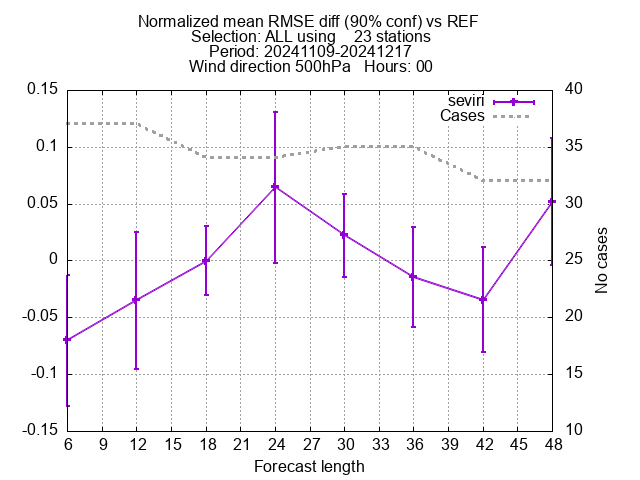 Normalized mean RMSE diff (90% conf) vs REF
Selection: ALL using    23 stations
Period: 20241109-20241217
Wind direction 500hPa   Hours: 00
seviri
Cases
0.15
0.1
0.05
0
-0.05
-0.1
-0.15
40
35
30
25
20
15
10
No cases
6 9 12 15 18 21 24 27 30 33 36 39 42 45 48
Forecast length